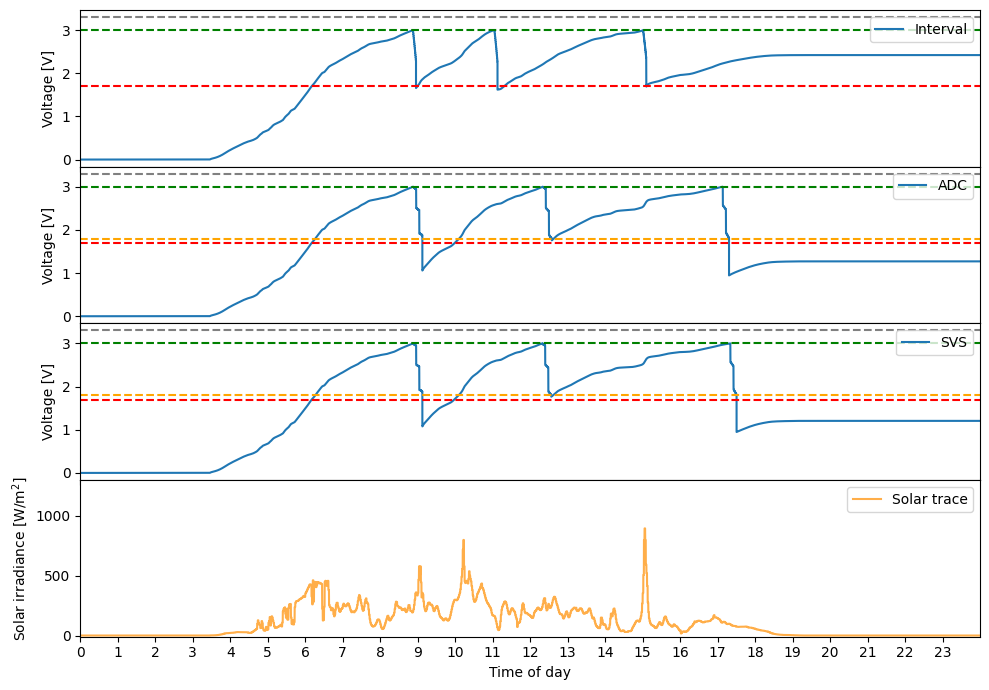 Voltage [V]
3
2
1
0
Interval
Voltage [V]
3
2
1
0
ADC
Voltage [V]
3
2
1
0
SVS
Solar irradiance [W/m²]
1000
500
0
Solar trace
0 1 2 3 4 5 6 7 8 9 10 11 12 13 14 15 16 17 18 19 20 21 22 23
Time of day